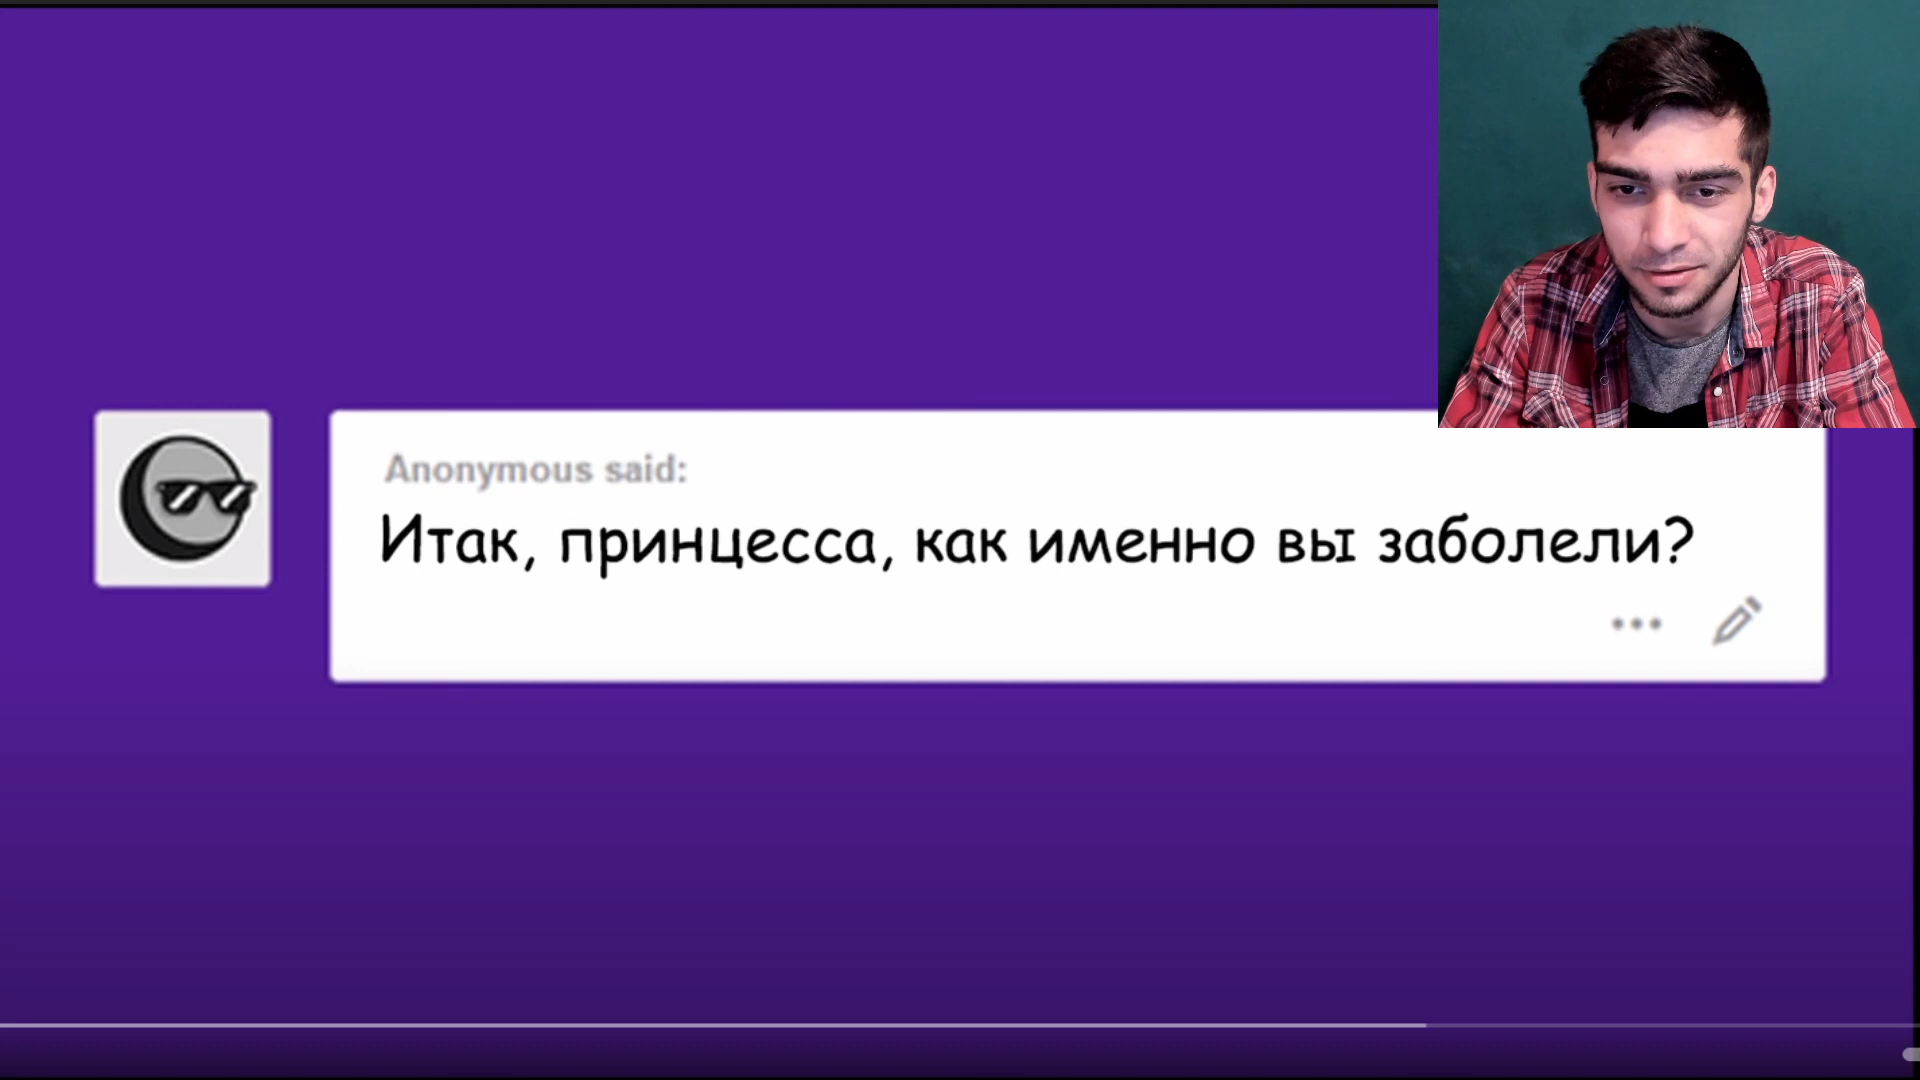 Anonymous said:
Итак, принцесса, как именно вы заболели?